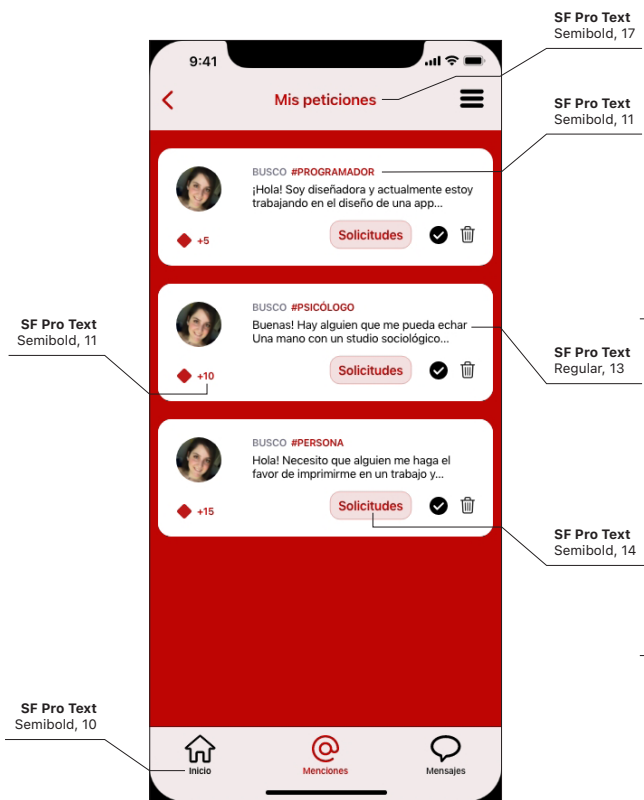 SF Pro Text
Semibold, 17
9:41
Mis peticiones
SF Pro Text
Semibold, 11
BUSCO #PROGRAMADOR
¡Hola! Soy diseñadora y actualmente estoy
trabajando en el diseño de una app...
+5
Solicitudes
BUSCO #PSICÓLOGO
Buenas! Hay alguien que me pueda echar
Una mano con un studio sociológico...
+10
Solicitudes
SF Pro Text
Semibold, 11
SF Pro Text
Regular, 13
BUSCO #PERSONA
Hola! Necesito que alguien me haga el
favor de imprimirme en un trabajo y...
+15
Solicitudes
SF Pro Text
Semibold, 14
SF Pro Text
Semibold, 10
Inicio
Menciones
Mensajes